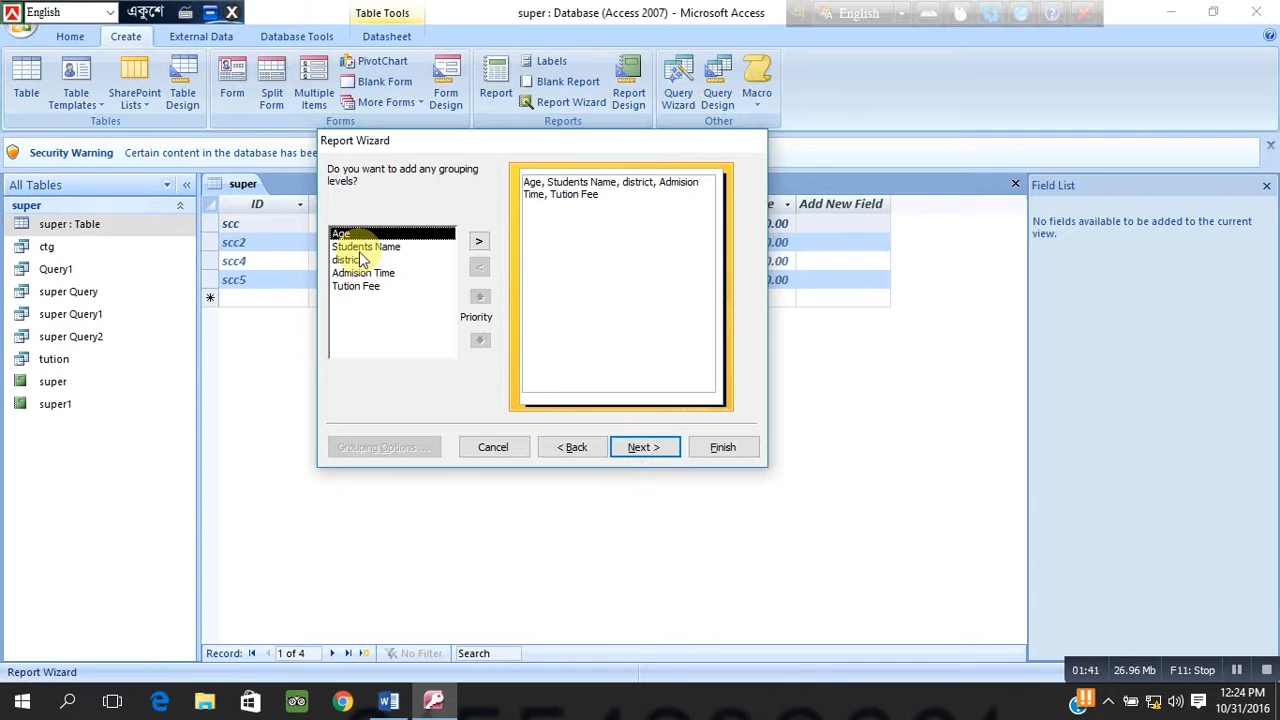 English
একুশে
Table Tools
super : Database (Access 2007) - Microsoft Access
English
Home
Create
External Data
Database Tools
Datasheet
Table
Table Templates
SharePoint Lists
Table Design
Tables
Form
Split Form
Multiple Items
PivotChart
Blank Form
More Forms
Form Design
Forms
Report
Labels
Blank Report
Report Wizard
Report Design
Reports
Query Wizard
Query Design
Macro
Other
Security Warning
Certain content in the database has been
All Tables
super
super : Table
ctg
Query1
super Query
super Query1
super Query2
tution
super
super1
super
ID
Add New Field
scc
scc2
scc4
scc5
.00
.00
.00
.00
Report Wizard
Do you want to add any grouping
levels?
Age
Students Name
district
Admision Time
Tution Fee
>
<
Priority
Age, Students Name, district, Admision
Time, Tution Fee
Grouping Options ...
Cancel
< Back
Next >
Finish
Field List
No fields available to be added to the current
view.
Record:
1 of 4
No Filter
Search
Report Wizard
01:41
26.96 Mb
F11: Stop
12:24 PM
10/31/2016